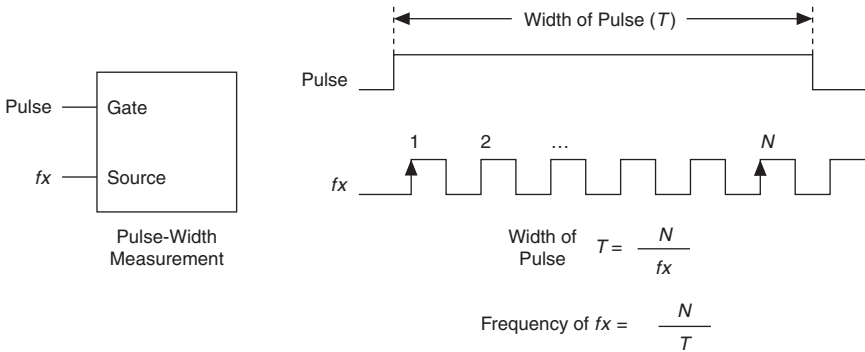 Width of Pulse (T)
Pulse
Pulse
Gate
1
2
...
N
fx
Source
fx
Pulse-Width
Measurement
Width of
Pulse
T = N
fx
Frequency of fx = N
T